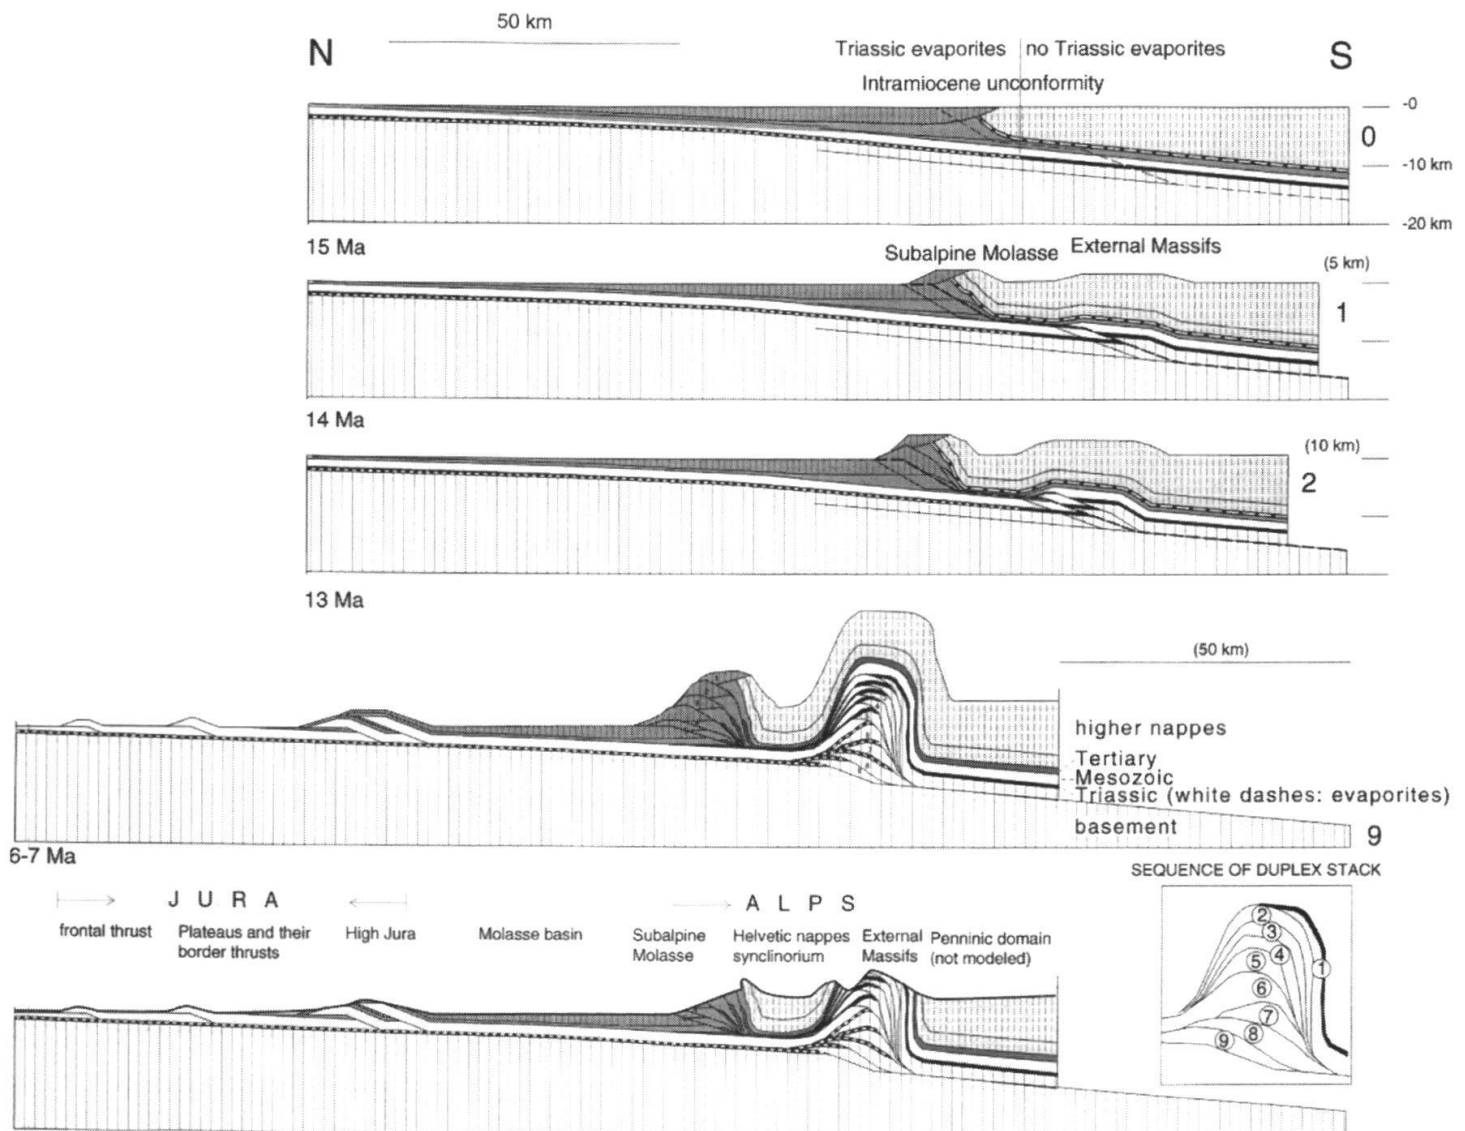 50 km
N
S
Triassic evaporites no Triassic evaporites
Intramiocene unconformity
-0
0
-10 km
-20 km
15 Ma
Subalpine Molasse External Massifs
(5 km)
1
14 Ma
(10 km)
2
13 Ma
(50 km)
higher nappes
Tertiary
Mesozoic
Triassic (white dashes: evaporites)
basement
9
6-7 Ma
SEQUENCE OF DUPLEX STACK
JURA
ALPS
frontal thrust
Plateaus and their
border thrusts
High Jura
Molasse basin
Subalpine
Molasse
Helvetic nappes
synclinorium
External
Massifs
Penninic domain
(not modeled)
2
3
4
5
1
6
7
8
9